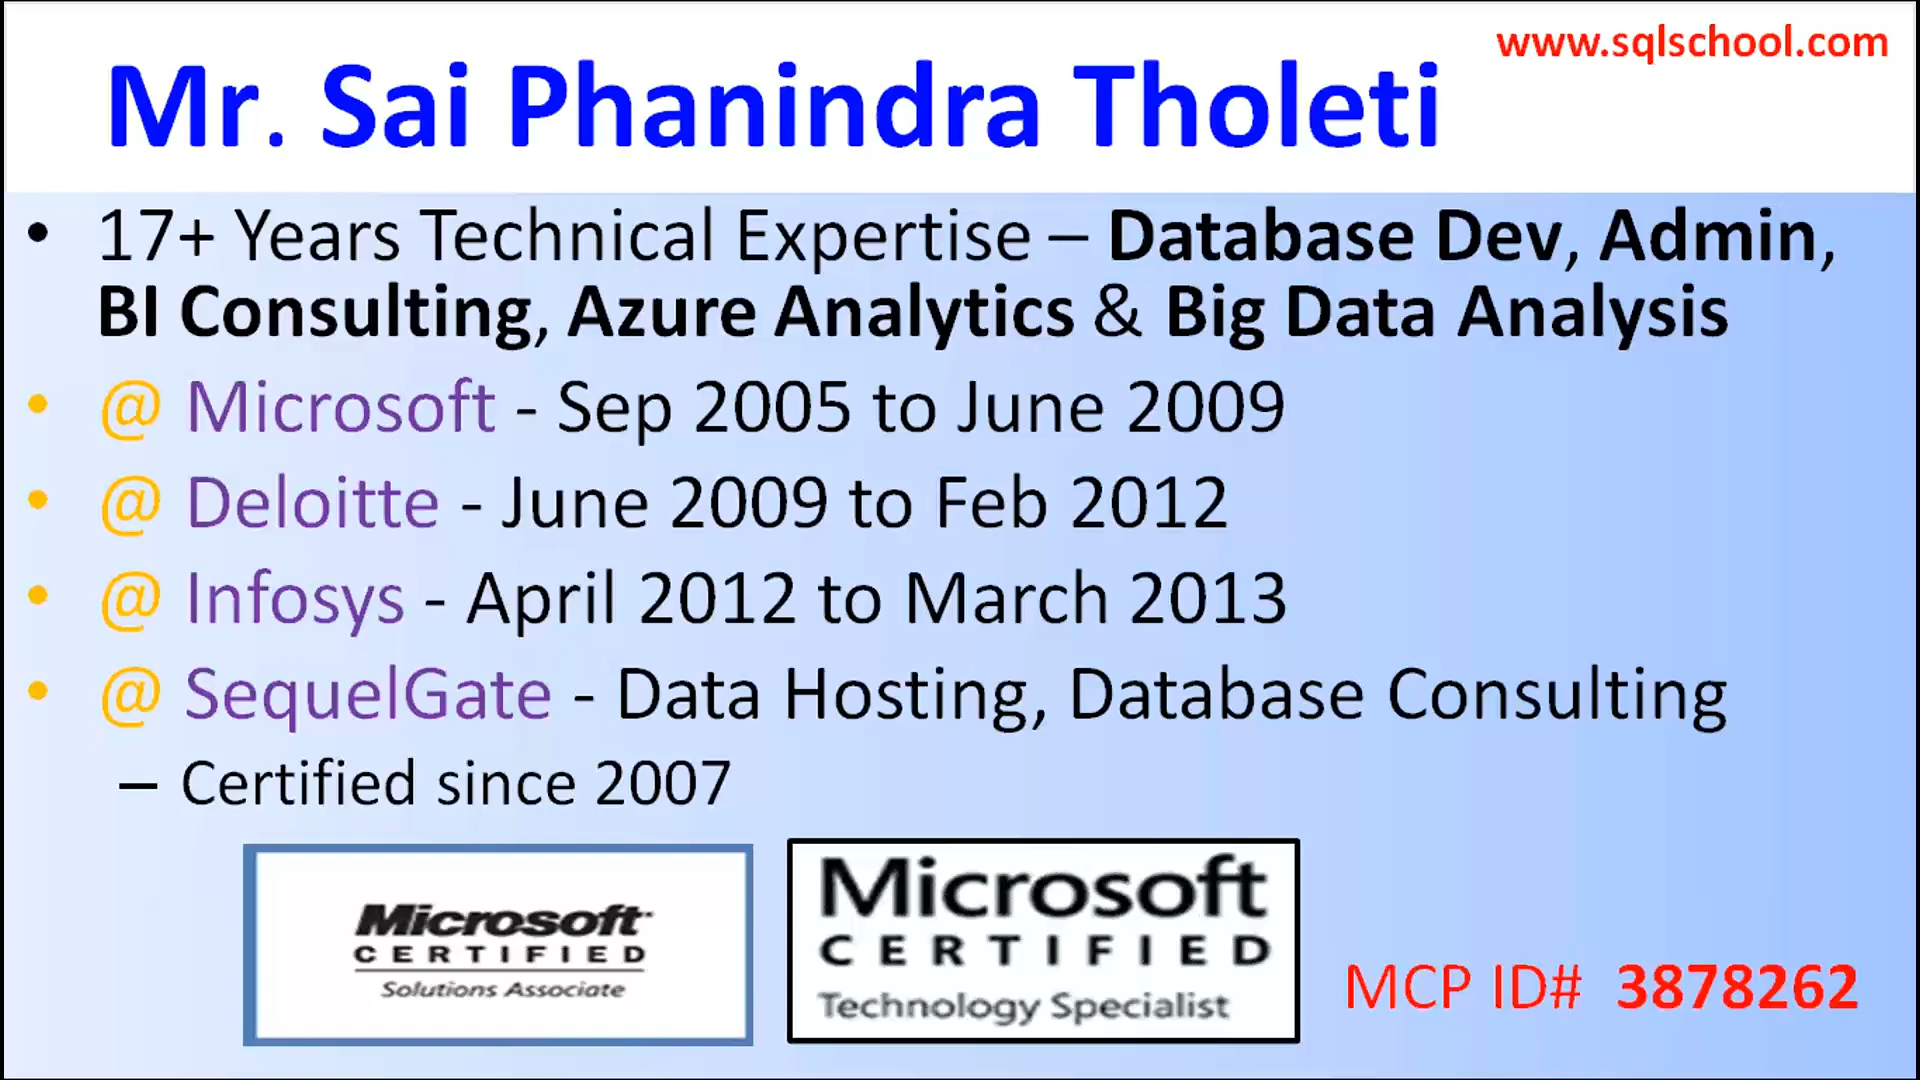 www.sqlschool.com
Mr. Sai Phanindra Tholeti
• 17+ Years Technical Expertise – Database Dev, Admin,
BI Consulting, Azure Analytics & Big Data Analysis
• @ Microsoft - Sep 2005 to June 2009
• @ Deloitte - June 2009 to Feb 2012
• @ Infosys - April 2012 to March 2013
• @ SequelGate - Data Hosting, Database Consulting
– Certified since 2007
Microsoft
CERTIFIED
Solutions Associate
Microsoft
CERTIFIED
Technology Specialist
MCP ID# 3878262